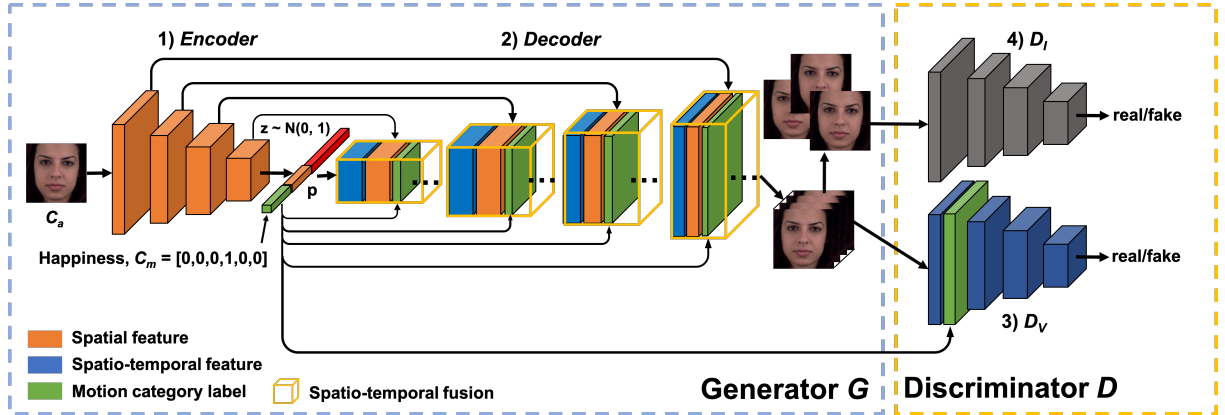 1) Encoder
2) Decoder
4) D_I
z ~ N(0, 1)
real/fake
p
C_a
Happiness, C_m = [0,0,0,1,0,0]
real/fake
3) D_V
Spatial feature
Spatio-temporal feature
Motion category label
Spatio-temporal fusion
Generator G
Discriminator D